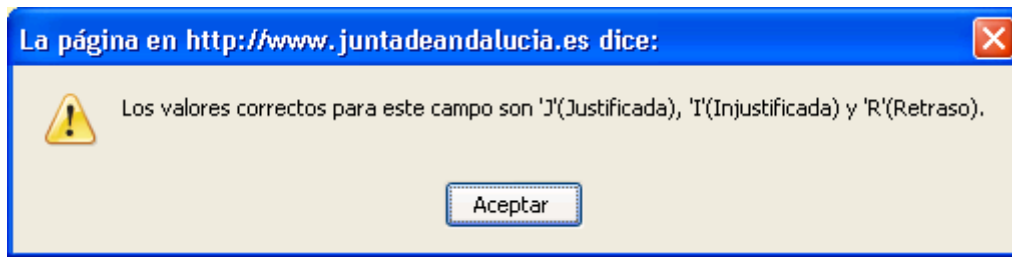 La página en http://www.juntadeandalucia.es dice:
Los valores correctos para este campo son 'J'(Justificada), 'I'(Injustificada) y 'R'(Retraso).
Aceptar